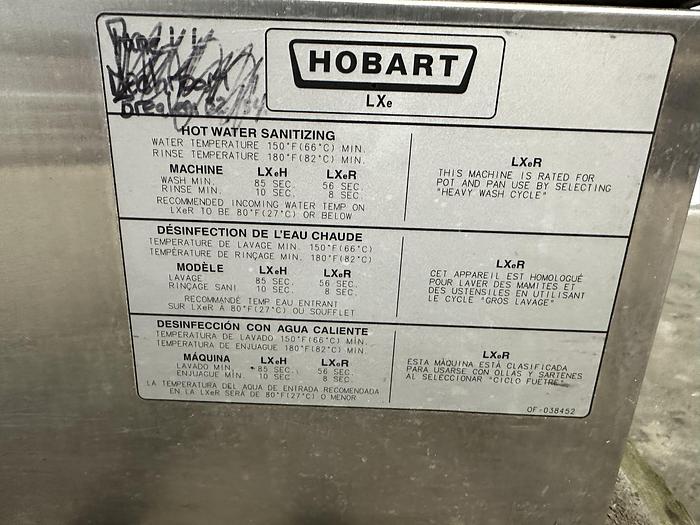 Panel
HOBART
LXe
HOT WATER SANITIZING
WATER TEMPERATURE 150°F(66°C) MIN.
RINSE TEMPERATURE 180°F(82°C) MIN.
MACHINE LXeH LXeR
WASH MIN. 85 SEC. 56 SEC.
RINSE MIN. 10 SEC. 8 SEC.
RECOMMENDED INCOMING WATER TEMP ON
LXeR TO BE 80°F(27°C) OR BELOW
LXeR
THIS MACHINE IS RATED FOR
POT AND PAN USE BY SELECTING
"HEAVY WASH CYCLE"
DÉSINFECTION DE L'EAU CHAUDE
TEMPÉRATURE DE LAVAGE MIN. 150°F(66°C)
TEMPÉRATURE DE RINÇAGE MIN. 180°F(82°C)
MODÈLE LXeH LXeR
LAVAGE 85 SEC. 56 SEC.
RINÇAGE SANI 10 SEC. 8 SEC.
RECOMMANDÉ TEMP EAU ENTRANT
SUR LXeR À 80°F(27°C) OU SOUFFLET
LXeR
CET APPAREIL EST HOMOLOGUÉ
POUR LAVER DES MAMITES ET
DES USTENSILES EN UTILISANT
LE CYCLE "GROS LAVAGE"
DESINFECCIÓN CON AGUA CALIENTE
TEMPERATURA DE LAVADO 150°F(66°C) MIN.
TEMPERATURA DE ENJUAGUE 180°F(82°C) MIN.
MÁQUINA LXeH LXeR
LAVADO MIN. 85 SEC. 56 SEC.
ENJUAGUE MIN. 10 SEC. 8 SEC.
LA TEMPERATURA DEL AGUA DE ENTRADA RECOMENDADA
EN LA LXeR SERÁ DE 80°F(27°C) O MENOR
LXeR
ESTA MÁQUINA ESTÁ CLASIFICADA
PARA USARSE CON OLLAS Y SARTENES
AL SELECCIONAR "CICLO FUETRE"
OF-038452